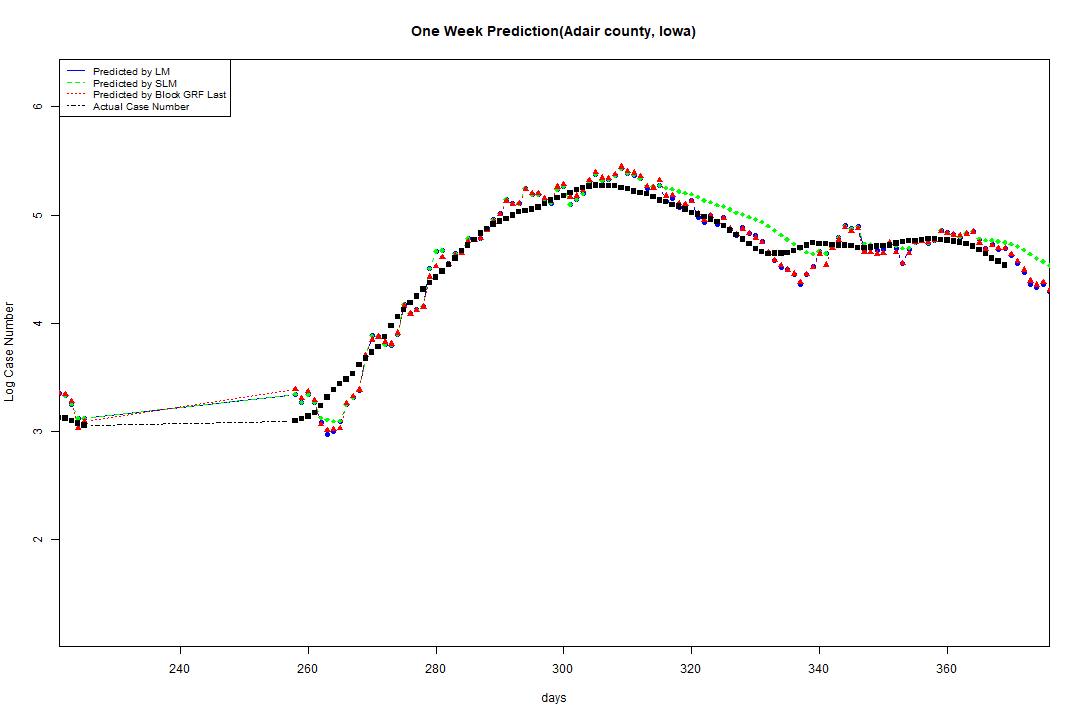 One Week Prediction(Adair county, Iowa)
Predicted by LM
Predicted by SLM
Predicted by Block GRF Last
Actual Case Number
6
5
4
3
2
Log Case Number
240 260 280 300 320 340 360
days